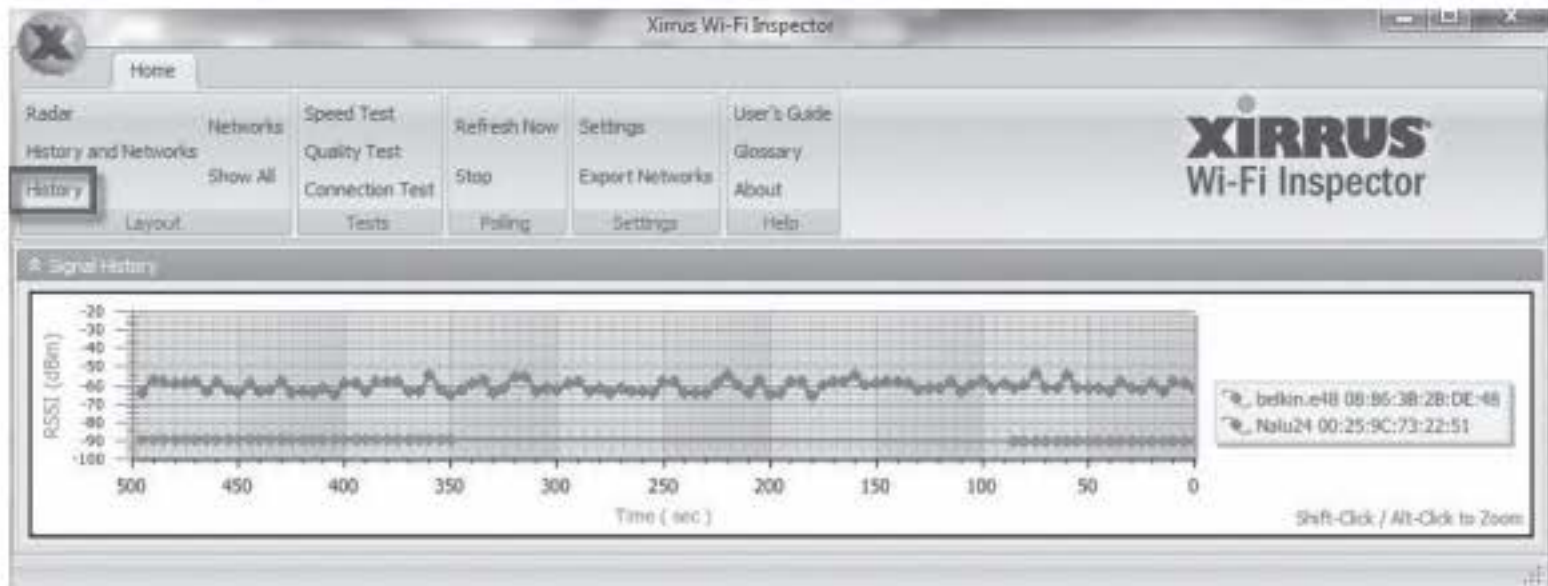 Xirrus Wi-Fi Inspector
Home
Radar
History and Networks
History
Networks
Show All
Layout
Speed Test
Quality Test
Connection Test
Tests
Refresh Now
Stop
Polling
Settings
Export Networks
Settings
User's Guide
Glossary
About
Help
XIRRUS
Wi-Fi Inspector
Signal History
RSSI (dBm)
-20
-30
-40
-50
-60
-70
-80
-90
-100
500 450 400 350 300 250 200 150 100 50 0
Time ( sec )
belkin.e48 08:86:3B:2B:DE:48
Nalu24 00:25:9C:73:22:51
Shift-Click / Alt-Click to Zoom